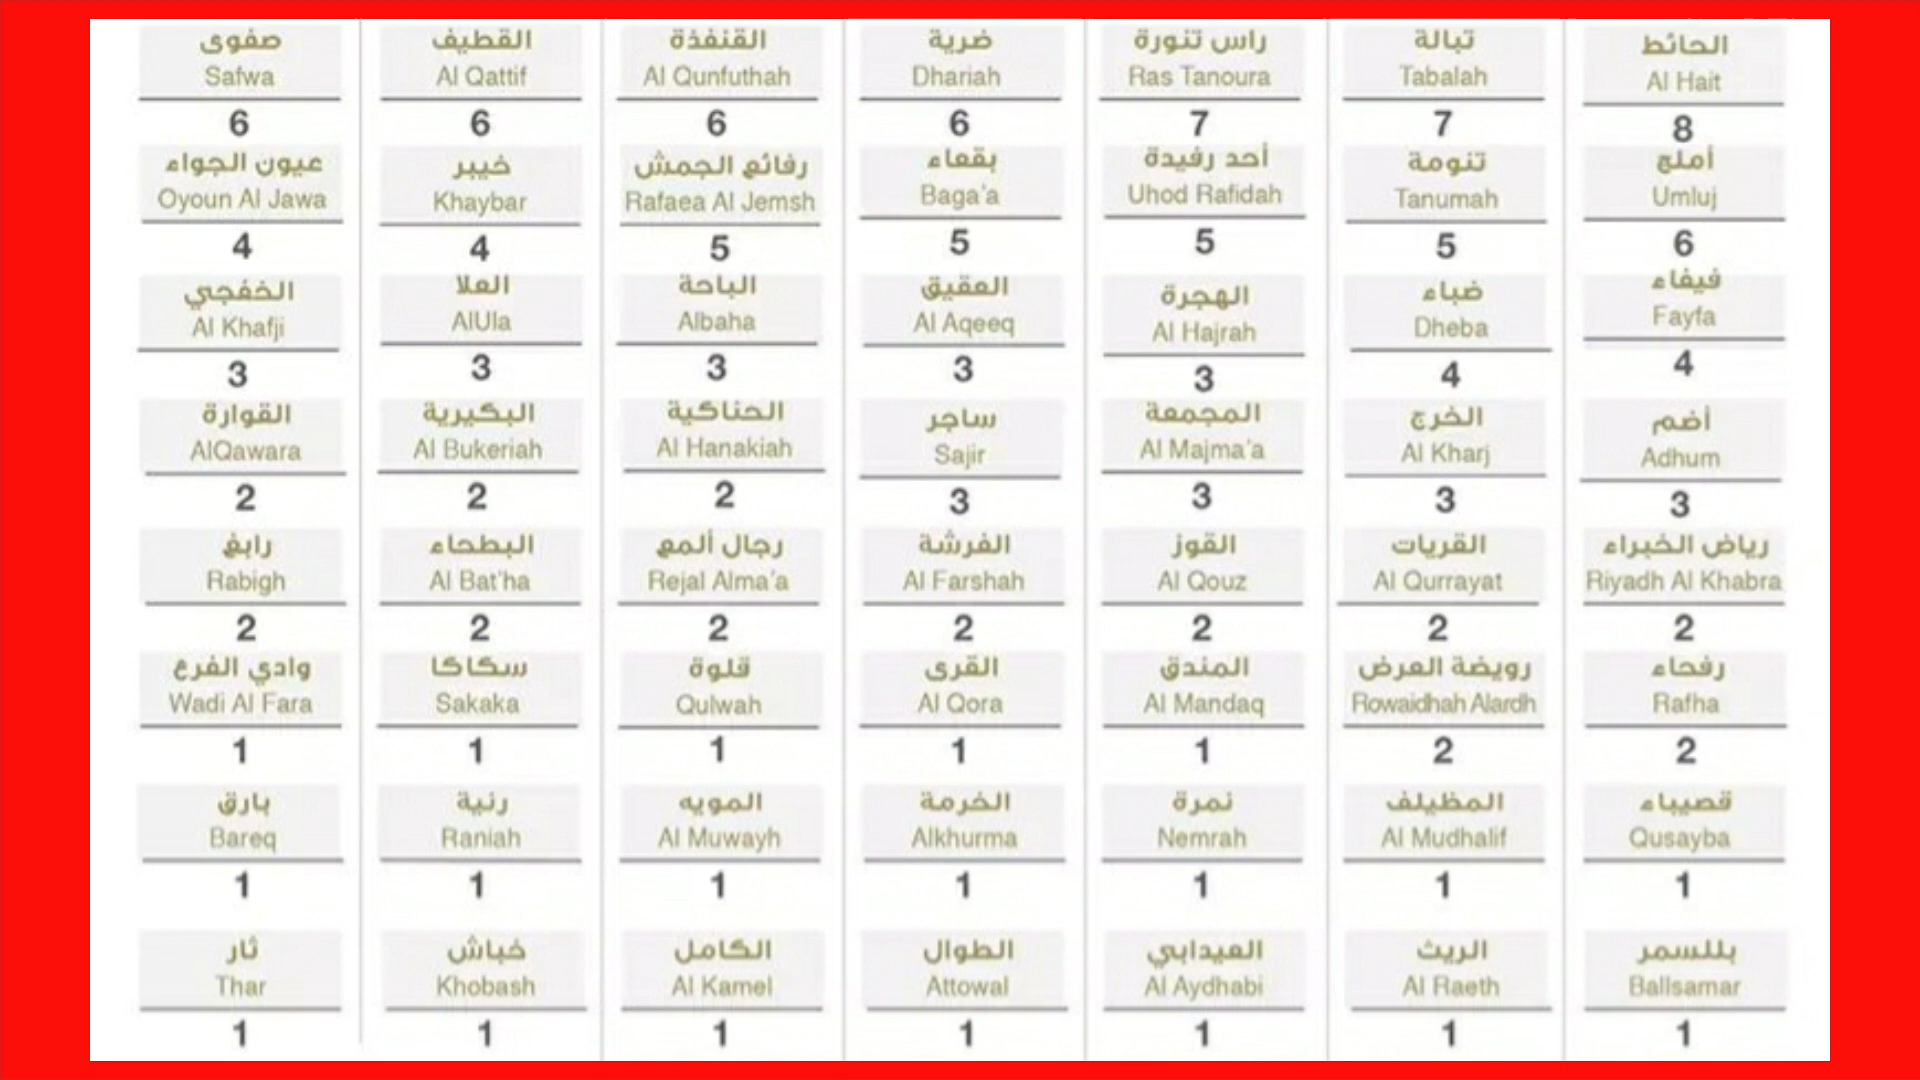 صفوى
Safwa
6
القطيف
Al Qattif
6
القنفذة
Al Qunfuthah
6
ضرية
Dhariah
6
راس تنورة
Ras Tanoura
7
تبالة
Tabalah
7
الحائط
Al Hait
8
عيون الجواء
Oyoun Al Jawa
4
خيبر
Khaybar
4
رفائع الجمش
Rafaea Al Jemsh
5
بقعاء
Baga'a
5
أحد رفيدة
Uhod Rafidah
5
تنومة
Tanumah
5
أملج
Umluj
6
الخفجي
Al Khafji
3
العلا
AlUla
3
الباحة
Albaha
3
العقيق
Al Aqeeq
3
الهجرة
Al Hajrah
3
ضباء
Dheba
4
فيفاء
Fayfa
4
القوارة
AlQawara
2
البكيرية
Al Bukeriah
2
الحناكية
Al Hanakiah
2
ساجر
Sajir
3
المجمعة
Al Majma'a
3
الخرج
Al Kharj
3
أضم
Adhum
3
رابغ
Rabigh
2
البطحاء
Al Bat'ha
2
رجال ألمع
Rejal Alma'a
2
الفرشة
Al Farshah
2
القوز
Al Qouz
2
القريات
Al Qurrayat
2
رياض الخبراء
Riyadh Al Khabra
2
وادي الفرع
Wadi Al Fara
1
سكاكا
Sakaka
1
قلوة
Qulwah
1
القرى
Al Qora
1
المندق
Al Mandaq
1
رويضة العرض
Rowaidhah Alardh
2
رفحاء
Rafha
2
بارق
Bareq
1
رنية
Raniah
1
المويه
Al Muwayh
1
الخرمة
Alkhurma
1
نمرة
Nemrah
1
المظيلف
Al Mudhalif
1
قصيباء
Qusayba
1
ثار
Thar
1
خباش
Khobash
1
الكامل
Al Kamel
1
الطوال
Attowal
1
العيدابي
Al Aydhabi
1
الريث
Al Raeth
1
بللسمر
Ballsamar
1